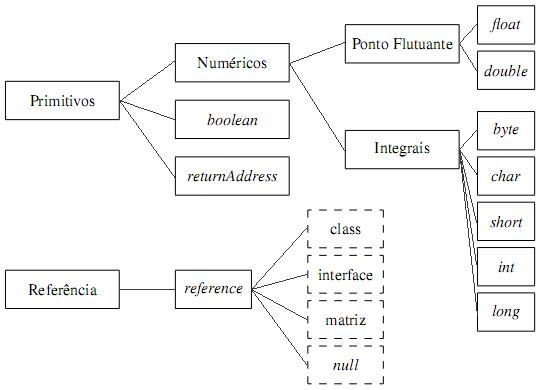 Primitivos
Numéricos
boolean
returnAddress
Ponto Flutuante
Integrais
float
double
byte
char
short
int
long
Referência
reference
class
interface
matriz
null